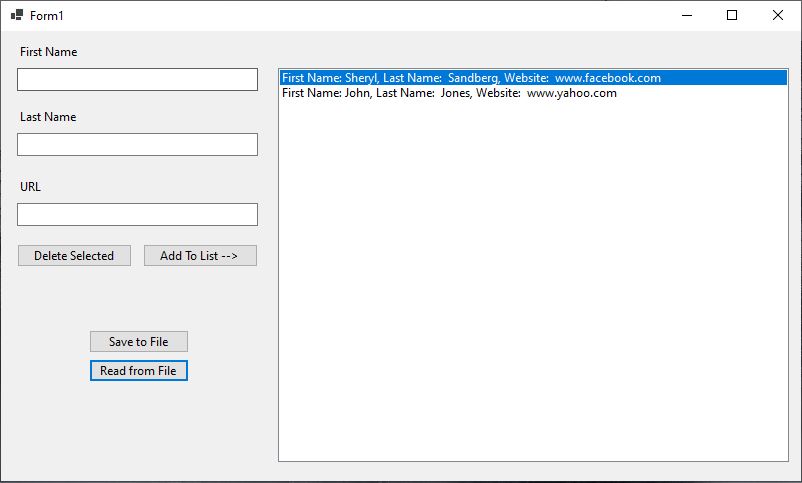 Form1
First Name
Last Name
URL
Delete Selected
Add To List -->
Save to File
Read from File
First Name: Sheryl, Last Name:  Sandberg, Website:  www.facebook.com
First Name: John, Last Name:  Jones, Website:  www.yahoo.com